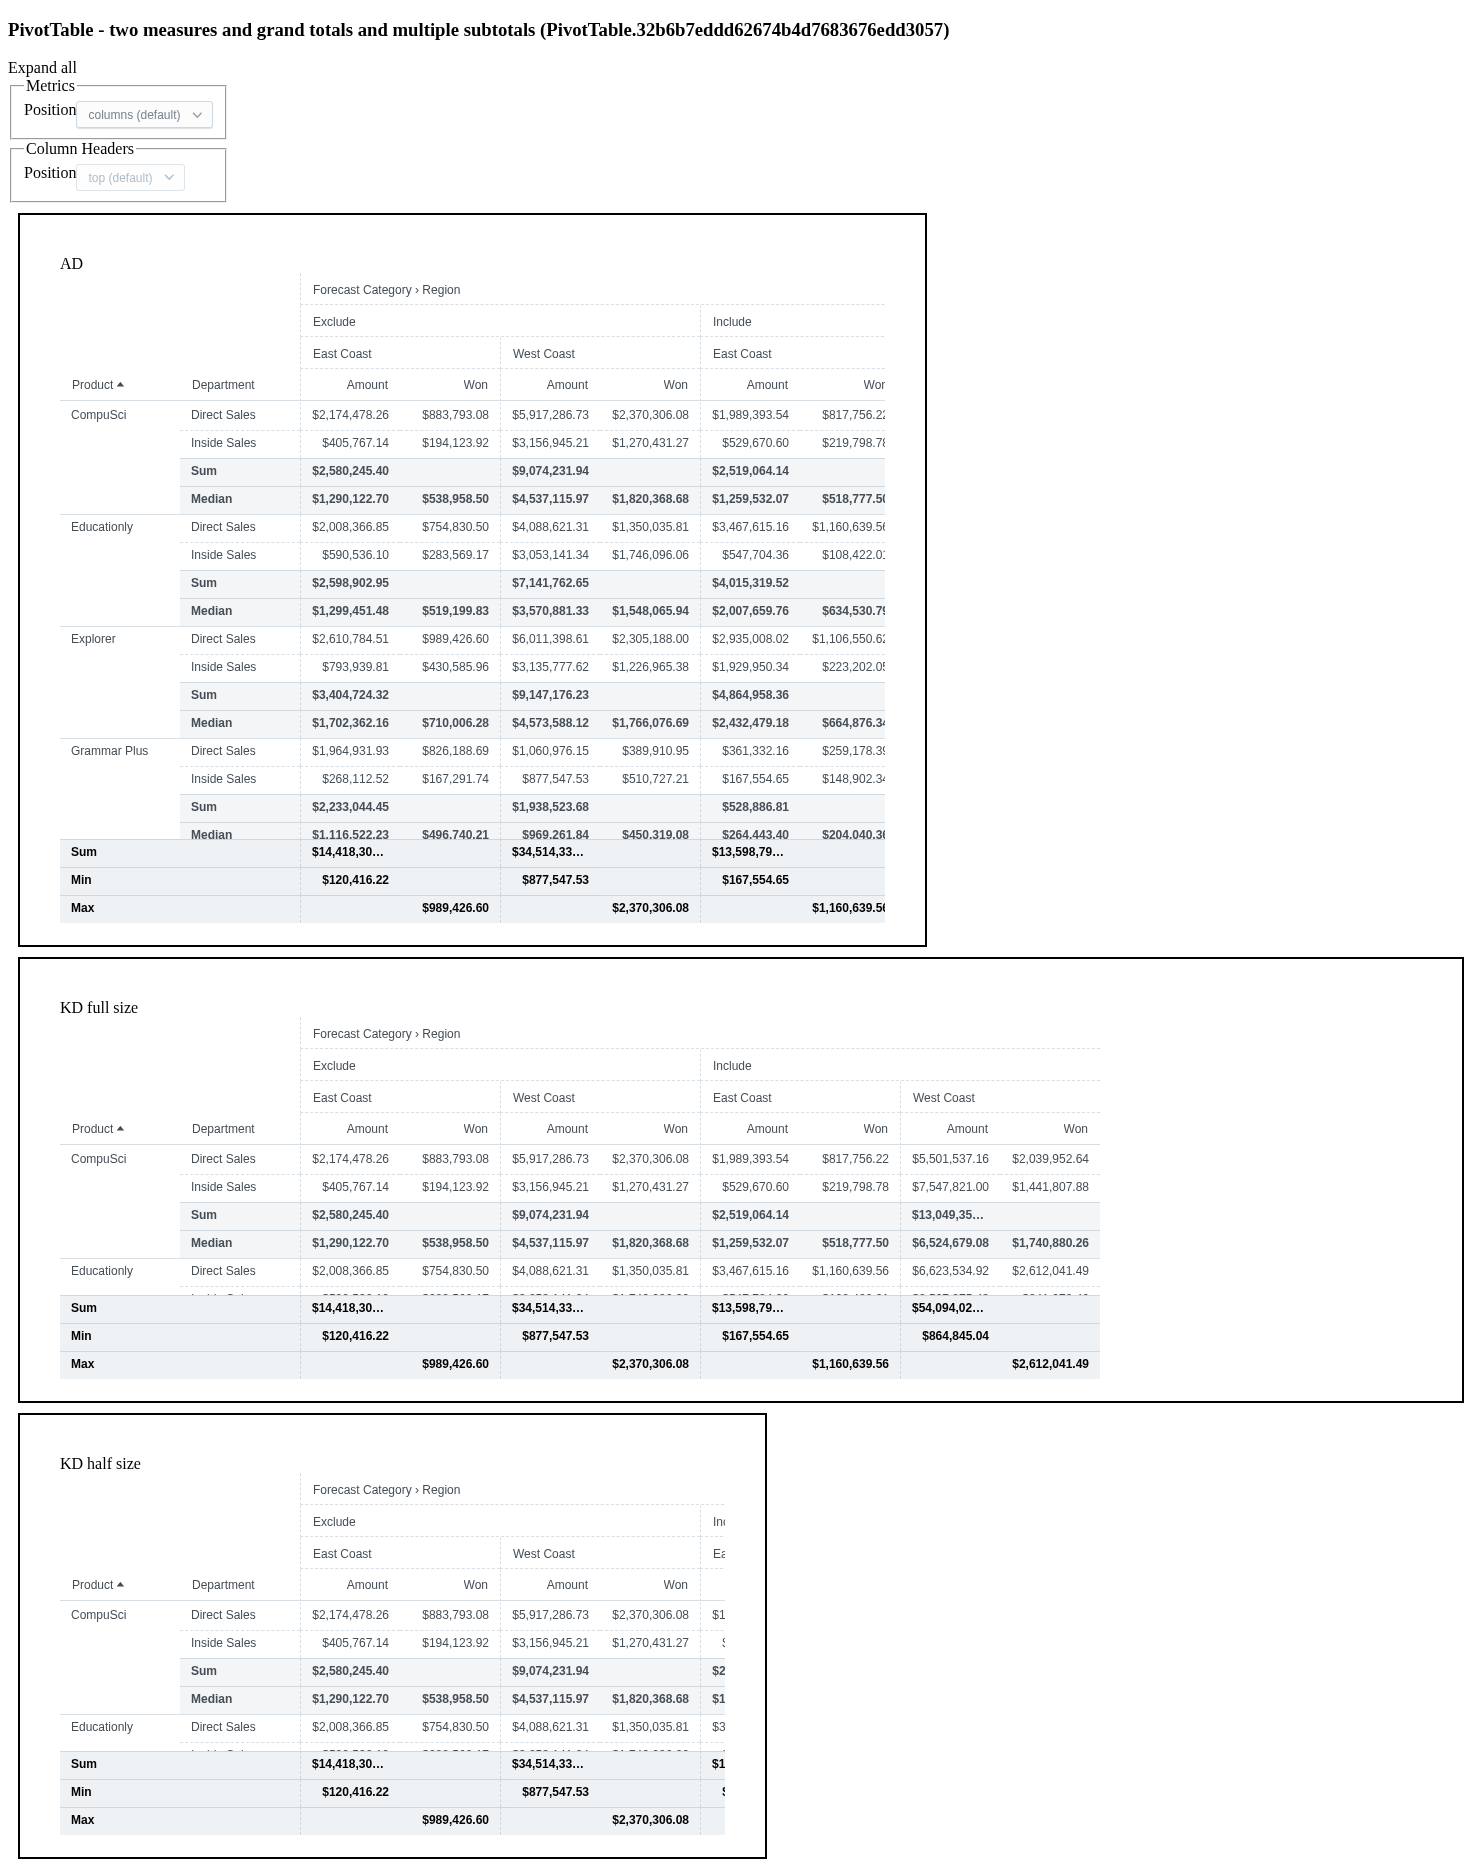 PivotTable - two measures and grand totals and multiple subtotals (PivotTable.32b6b7eddd62674b4d7683676edd3057)
Expand all
Metrics
Position columns (default)
Column Headers
Position top (default)
AD
Forecast Category › Region
Exclude Include
East Coast West Coast East Coast
Product Department Amount Won Amount Won Amount Won
CompuSci Direct Sales $2,174,478.26 $883,793.08 $5,917,286.73 $2,370,306.08 $1,989,393.54 $817,756.22
Inside Sales $405,767.14 $194,123.92 $3,156,945.21 $1,270,431.27 $529,670.60 $219,798.78
Sum $2,580,245.40 $9,074,231.94 $2,519,064.14
Median $1,290,122.70 $538,958.50 $4,537,115.97 $1,820,368.68 $1,259,532.07 $518,777.50
Educationly Direct Sales $2,008,366.85 $754,830.50 $4,088,621.31 $1,350,035.81 $3,467,615.16 $1,160,639.56
Inside Sales $590,536.10 $283,569.17 $3,053,141.34 $1,746,096.06 $547,704.36 $108,422.01
Sum $2,598,902.95 $7,141,762.65 $4,015,319.52
Median $1,299,451.48 $519,199.83 $3,570,881.33 $1,548,065.94 $2,007,659.76 $634,530.79
Explorer Direct Sales $2,610,784.51 $989,426.60 $6,011,398.61 $2,305,188.00 $2,935,008.02 $1,106,550.62
Inside Sales $793,939.81 $430,585.96 $3,135,777.62 $1,226,965.38 $1,929,950.34 $223,202.05
Sum $3,404,724.32 $9,147,176.23 $4,864,958.36
Median $1,702,362.16 $710,006.28 $4,573,588.12 $1,766,076.69 $2,432,479.18 $664,876.34
Grammar Plus Direct Sales $1,964,931.93 $826,188.69 $1,060,976.15 $389,910.95 $361,332.16 $259,178.39
Inside Sales $268,112.52 $167,291.74 $877,547.53 $510,727.21 $167,554.65 $148,902.34
Sum $2,233,044.45 $1,938,523.68 $528,886.81
Median $1,116,522.23 $496,740.21 $969,261.84 $450,319.08 $264,443.40 $204,040.36
Sum $14,418,30… $34,514,33… $13,598,79…
Min $120,416.22 $877,547.53 $167,554.65
Max $989,426.60 $2,370,306.08 $1,160,639.56
KD full size
Forecast Category › Region
Exclude Include
East Coast West Coast East Coast West Coast
Product Department Amount Won Amount Won Amount Won Amount Won
CompuSci Direct Sales $2,174,478.26 $883,793.08 $5,917,286.73 $2,370,306.08 $1,989,393.54 $817,756.22 $5,501,537.16 $2,039,952.64
Inside Sales $405,767.14 $194,123.92 $3,156,945.21 $1,270,431.27 $529,670.60 $219,798.78 $7,547,821.00 $1,441,807.88
Sum $2,580,245.40 $9,074,231.94 $2,519,064.14 $13,049,35…
Median $1,290,122.70 $538,958.50 $4,537,115.97 $1,820,368.68 $1,259,532.07 $518,777.50 $6,524,679.08 $1,740,880.26
Educationly Direct Sales $2,008,366.85 $754,830.50 $4,088,621.31 $1,350,035.81 $3,467,615.16 $1,160,639.56 $6,623,534.92 $2,612,041.49
Sum $14,418,30… $34,514,33… $13,598,79… $54,094,02…
Min $120,416.22 $877,547.53 $167,554.65 $864,845.04
Max $989,426.60 $2,370,306.08 $1,160,639.56 $2,612,041.49
KD half size
Forecast Category › Region
Exclude Inc
East Coast West Coast Ea
Product Department Amount Won Amount Won
CompuSci Direct Sales $2,174,478.26 $883,793.08 $5,917,286.73 $2,370,306.08 $1
Inside Sales $405,767.14 $194,123.92 $3,156,945.21 $1,270,431.27 $
Sum $2,580,245.40 $9,074,231.94 $2
Median $1,290,122.70 $538,958.50 $4,537,115.97 $1,820,368.68 $1
Educationly Direct Sales $2,008,366.85 $754,830.50 $4,088,621.31 $1,350,035.81 $3
Sum $14,418,30… $34,514,33… $1
Min $120,416.22 $877,547.53 $
Max $989,426.60 $2,370,306.08